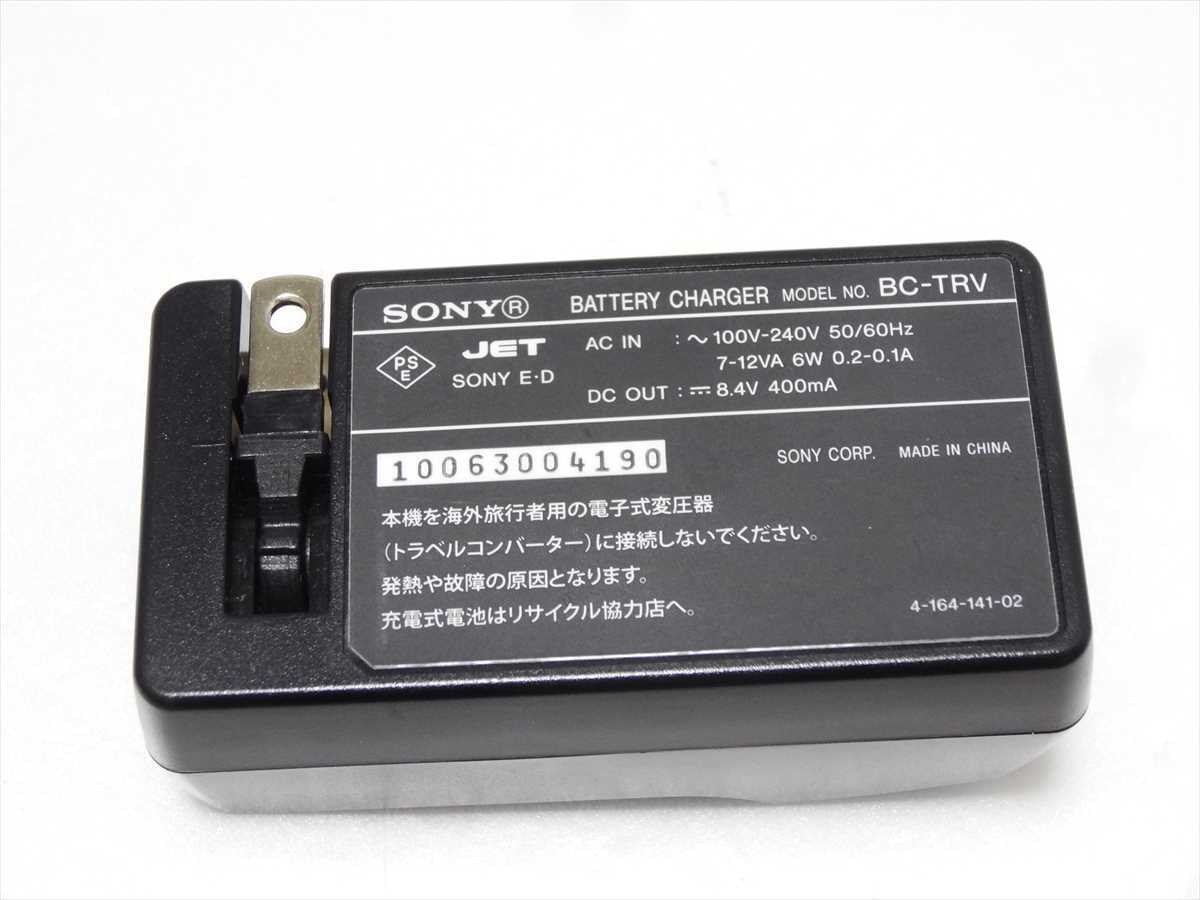 SONY® BATTERY CHARGER MODEL NO. BC-TRV
PS E
JET
SONY E·D
AC IN : ~ 100V-240V 50/60Hz
7-12VA 6W 0.2-0.1A
DC OUT : ⎓ 8.4V 400mA
10063004190
SONY CORP. MADE IN CHINA
本機を海外旅行者用の電子式変圧器
(トラベルコンバーター)に接続しないでください。
発熱や故障の原因となります。
充電式電池はリサイクル協力店へ。
4-164-141-02